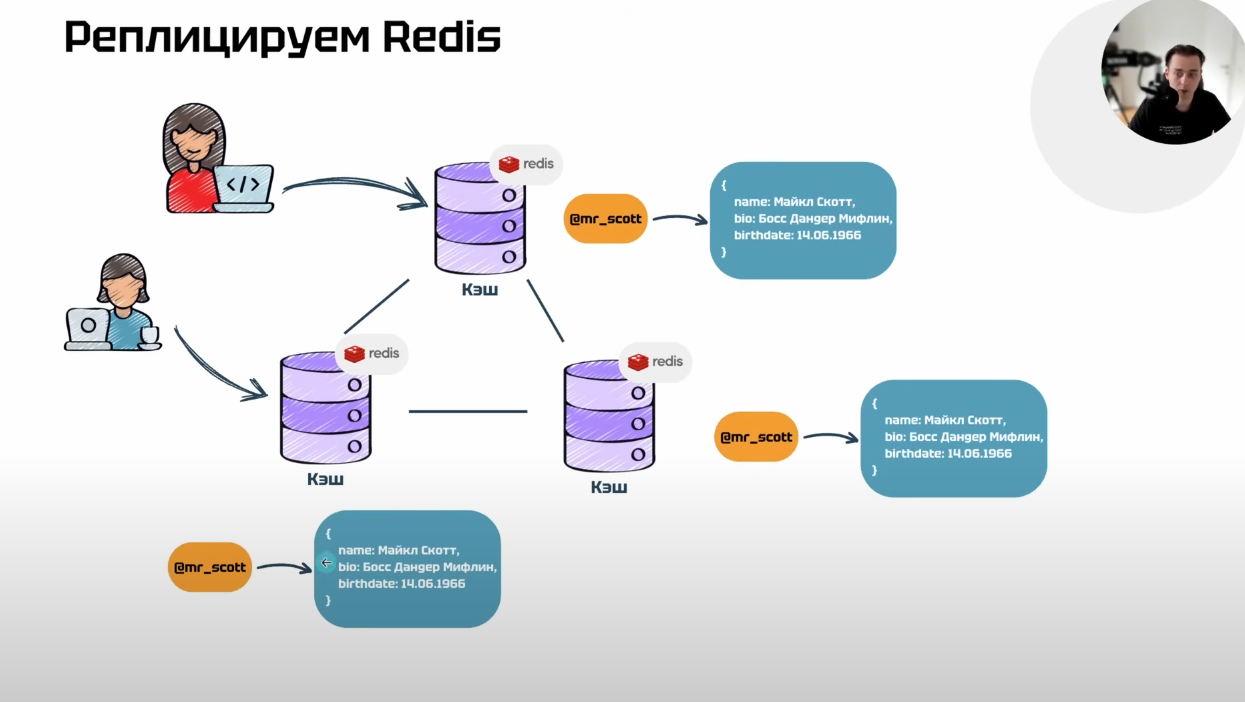 Реплицируем Redis
</>
redis
@mr_scott
{
name: Майкл Скотт,
bio: Босс Дандер Мифлин,
birthdate: 14.06.1966
}
Кэш
redis
Кэш
redis
Кэш
@mr_scott
{
name: Майкл Скотт,
bio: Босс Дандер Мифлин,
birthdate: 14.06.1966
}
@mr_scott
{
name: Майкл Скотт,
bio: Босс Дандер Мифлин,
birthdate: 14.06.1966
}